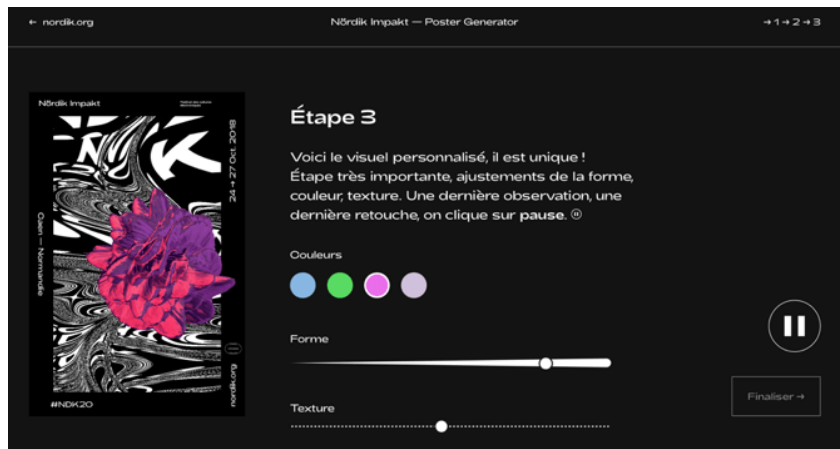 ← nordik.org
Nördik Impakt — Poster Generator
→1→2→3
Nördik Impakt
24 → 27 Oct. 2018
Caen — Normandie
nordik.org
#NDK20
Étape 3
Voici le visuel personnalisé, il est unique !
Étape très importante, ajustements de la forme,
couleur, texture. Une dernière observation, une
dernière retouche, on clique sur pause.
Couleurs
Forme
Texture
Finaliser →